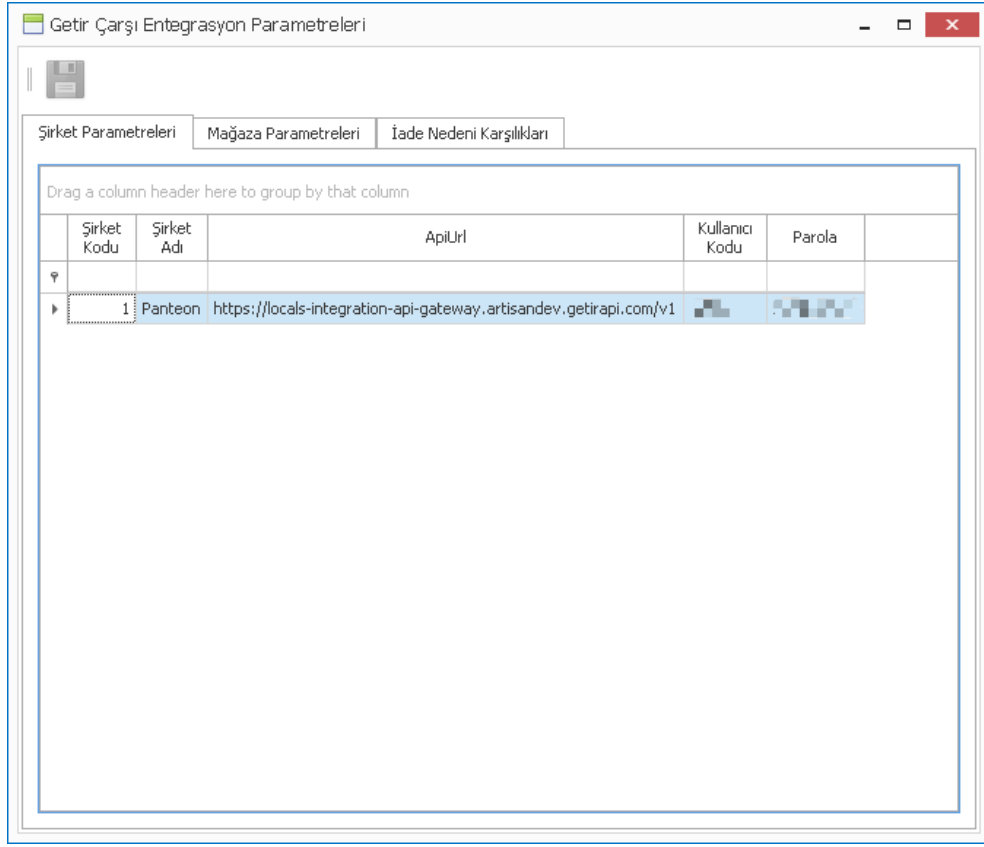 Getir Çarşı Entegrasyon Parametreleri
Şirket Parametreleri Mağaza Parametreleri İade Nedeni Karşılıkları
Drag a column header here to group by that column
Şirket Kodu Şirket Adı ApiUrl Kullanıcı Kodu Parola
1 Panteon https://locals-integration-api-gateway.artisandev.getirapi.com/v1